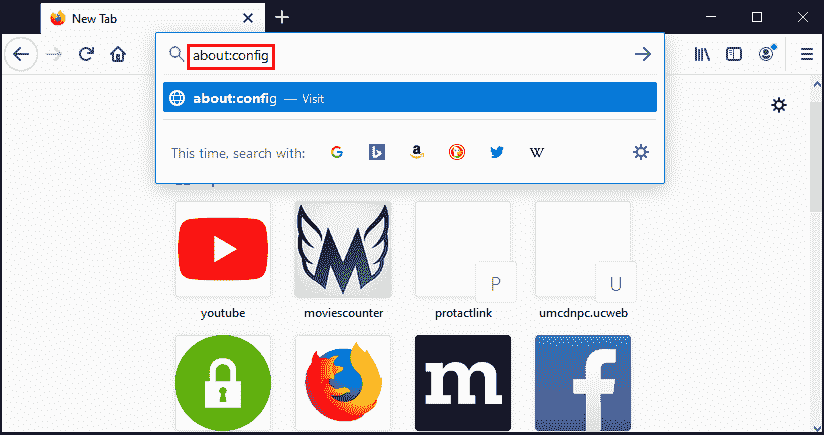 New Tab
about:config
about:config — Visit
This time, search with:
W
P
U
youtube
moviescounter
protactlink
umcdnpc.ucweb
m
f